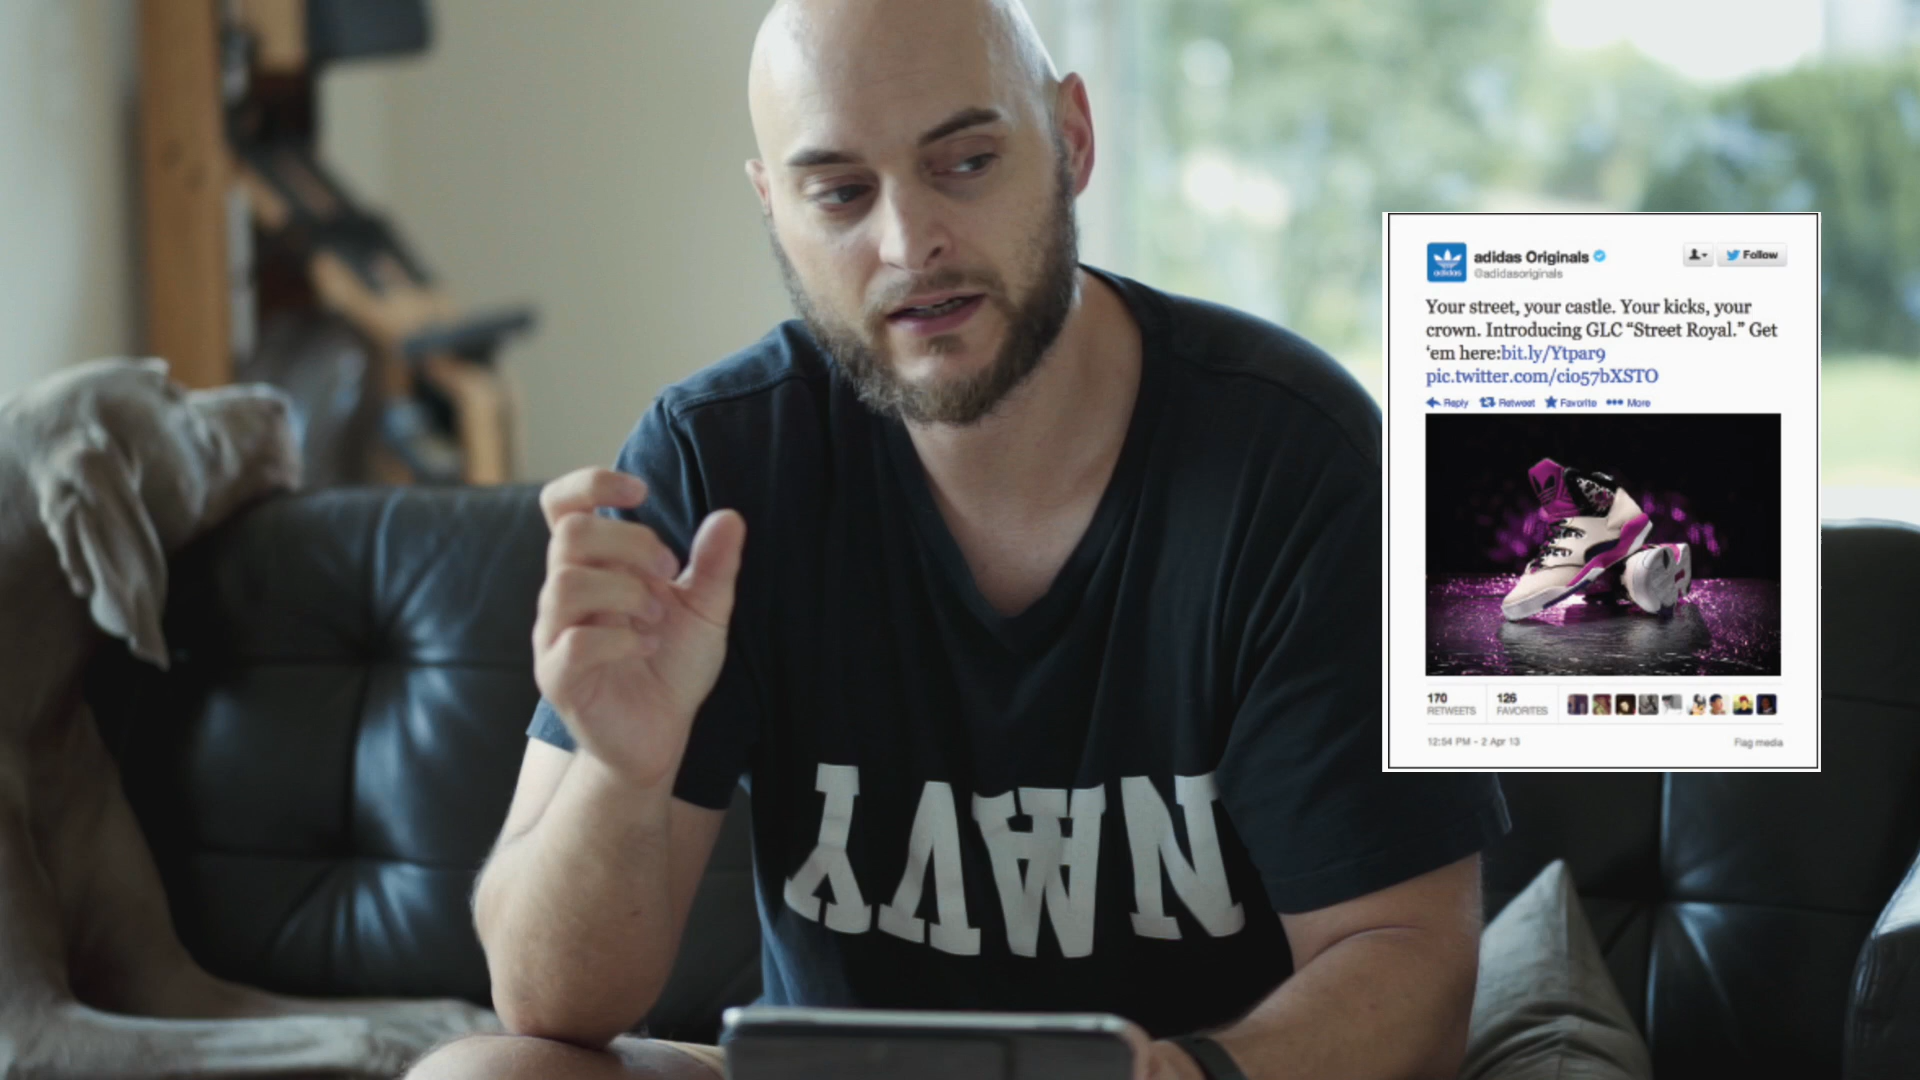 adidas Originals
@adidasoriginals
Follow
Your street, your castle. Your kicks, your
crown. Introducing GLC “Street Royal.” Get
‘em here:bit.ly/Ytpar9
pic.twitter.com/cio57bXSTO
Reply Retweet Favorite More
170 126
RETWEETS FAVORITES
12:54 PM - 2 Apr 13 Flag media
adidas
NAVY